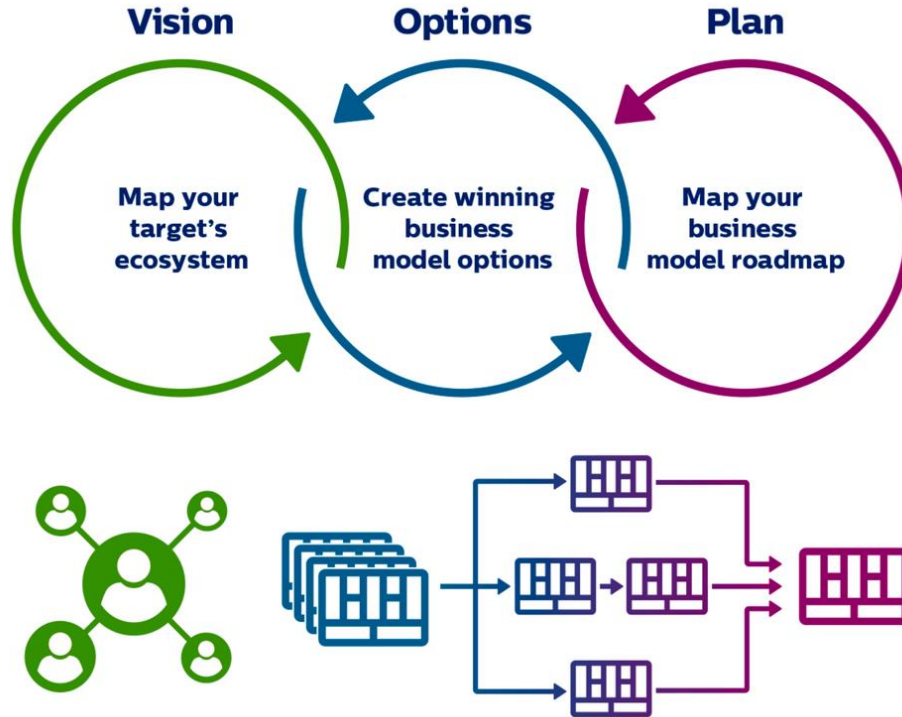 Vision
Options
Plan
Map your
target's
ecosystem
Create winning
business
model options
Map your
business
model roadmap